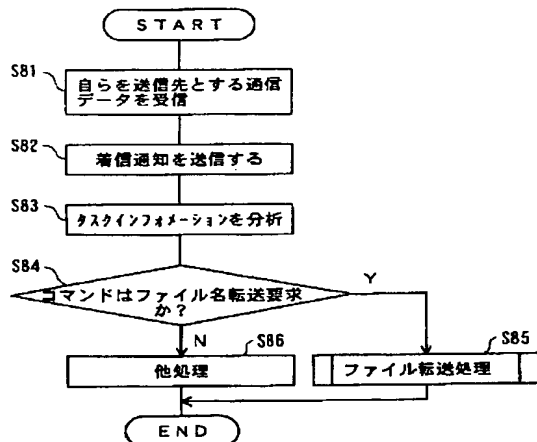 START
S81
自らを送信先とする通信
データを受信
S82
着信通知を送信する
S83
タスクインフォメーションを分析
S84
コマンドはファイル名転送要求
か?
Y
N
S86
他処理
S85
ファイル転送処理
END